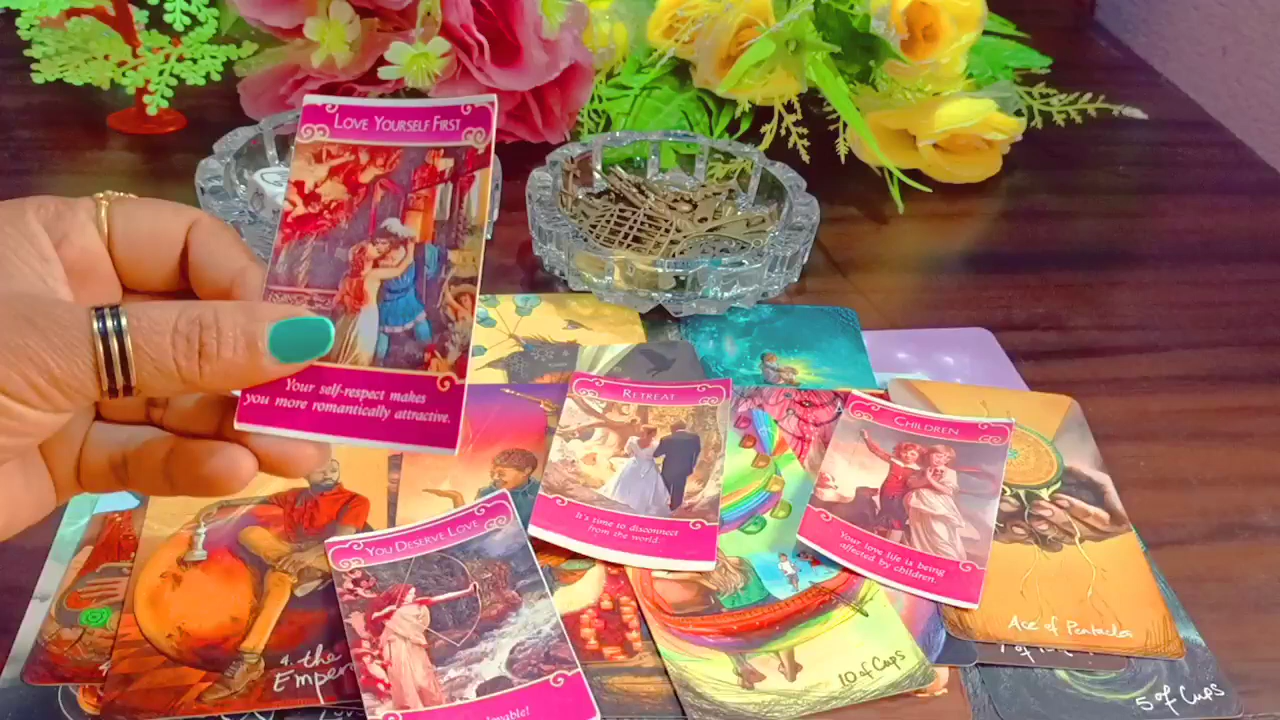 LOVE YOURSELF FIRST
Your self-respect makes
you more romantically attractive.
RETREAT
It's time to disconnect
from the world.
CHILDREN
Your love life is being
affected by children.
YOU DESERVE LOVE
4. the
Ace of Pentacles
10 of Cups
5 of Cups